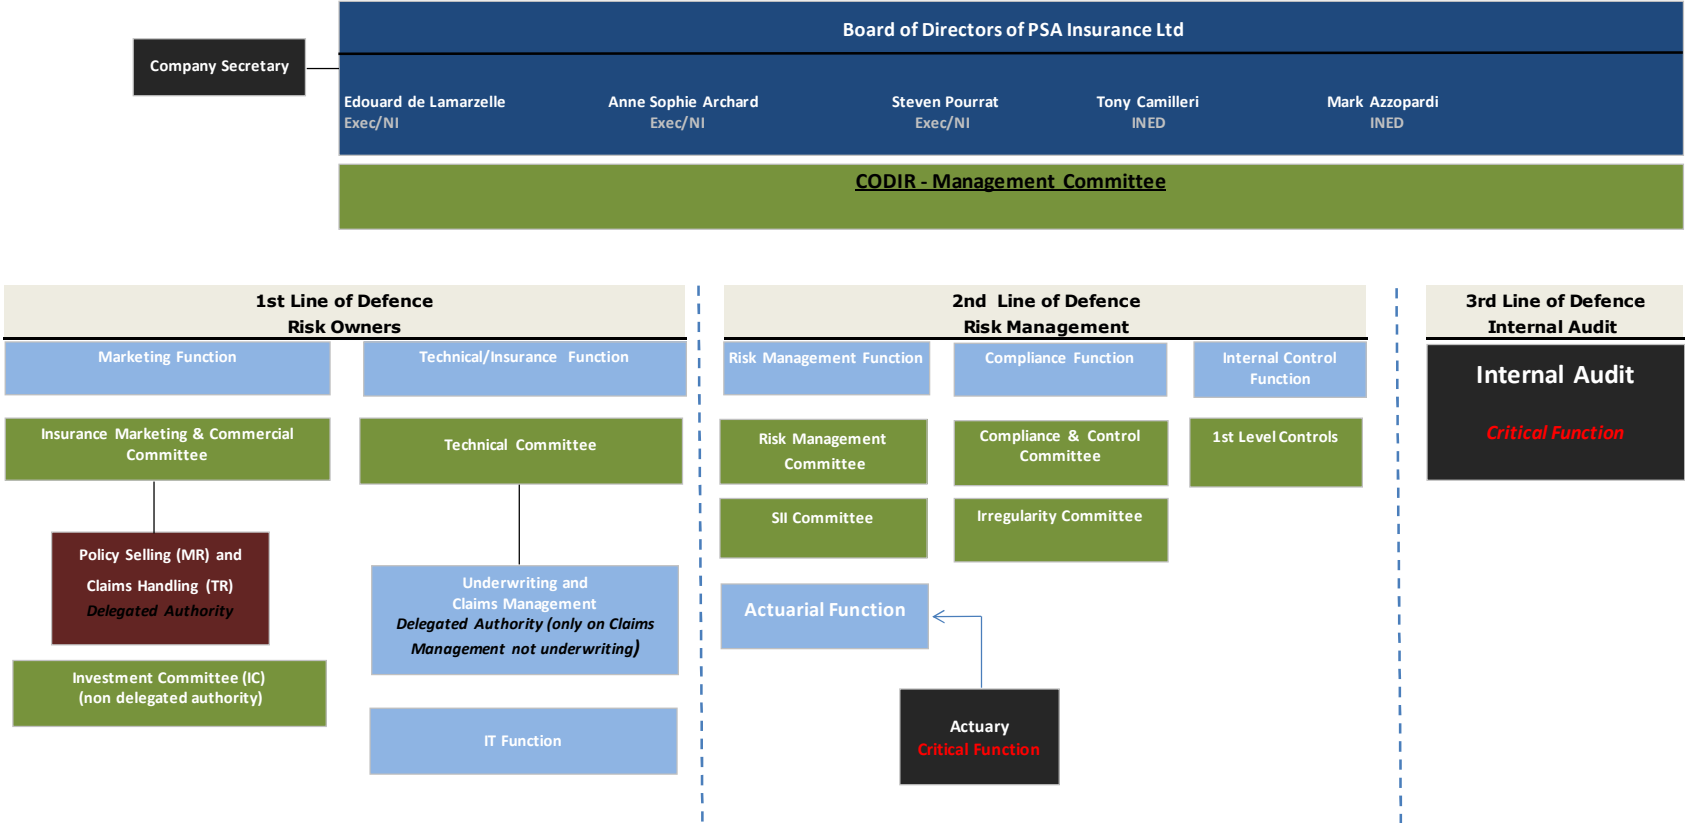 Board of Directors of PSA Insurance Ltd
Company Secretary
Edouard de Lamarzelle
Exec/NI
Anne Sophie Archard
Exec/NI
Steven Pourrat
Exec/NI
Tony Camilleri
INED
Mark Azzopardi
INED
CODIR - Management Committee
1st Line of Defence
Risk Owners
Marketing Function
Technical/Insurance Function
Insurance Marketing & Commercial
Committee
Technical Committee
Policy Selling (MR) and
Claims Handling (TR)
Delegated Authority
Underwriting and
Claims Management
Delegated Authority (only on Claims
Management not underwriting)
Investment Committee (IC)
(non delegated authority)
IT Function
2nd Line of Defence
Risk Management
Risk Management Function
Compliance Function
Internal Control
Function
Risk Management
Committee
Compliance & Control
Committee
1st Level Controls
SII Committee
Irregularity Committee
Actuarial Function
Actuary
Critical Function
3rd Line of Defence
Internal Audit
Internal Audit
Critical Function